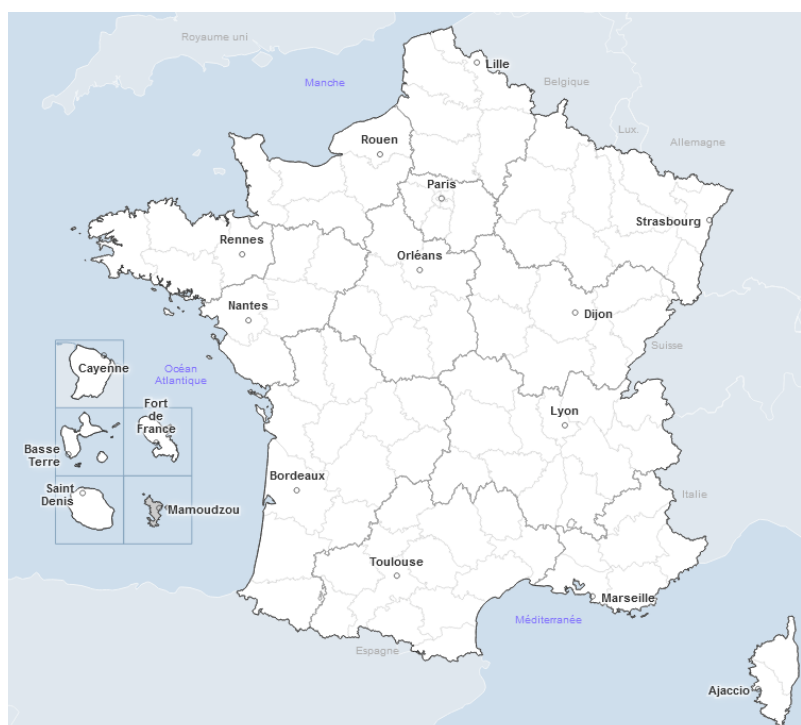 Royaume uni
Lille
Manche
Belgique
Lux.
Allemagne
Rouen
Paris
Strasbourg
Rennes
Orléans
Nantes
Dijon
Suisse
Cayenne
Océan
Atlantique
Fort
de
France
Lyon
Basse
Terre
Bordeaux
Saint
Denis
Mamoudzou
Italie
Toulouse
Marseille
Méditerranée
Espagne
Ajaccio